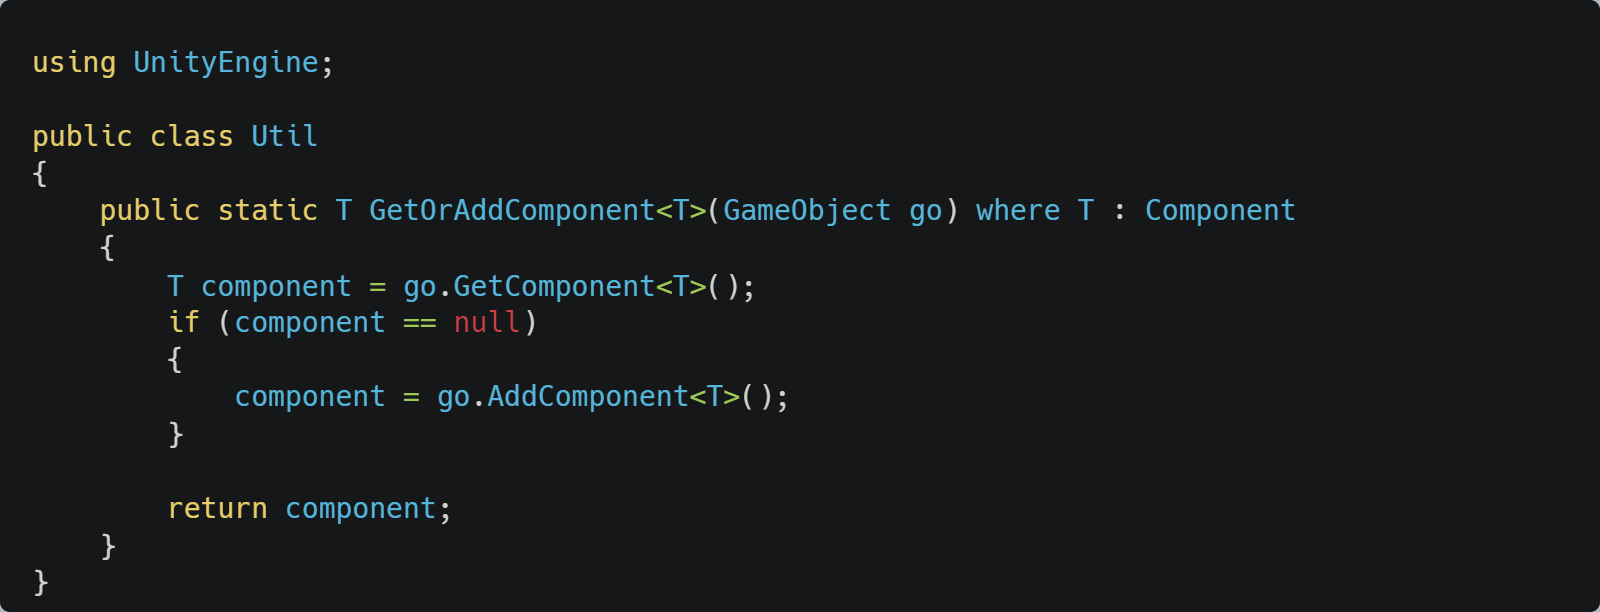 using UnityEngine;

public class Util
{
    public static T GetOrAddComponent<T>(GameObject go) where T : Component
    {
        T component = go.GetComponent<T>();
        if (component == null)
        {
            component = go.AddComponent<T>();
        }

        return component;
    }
}